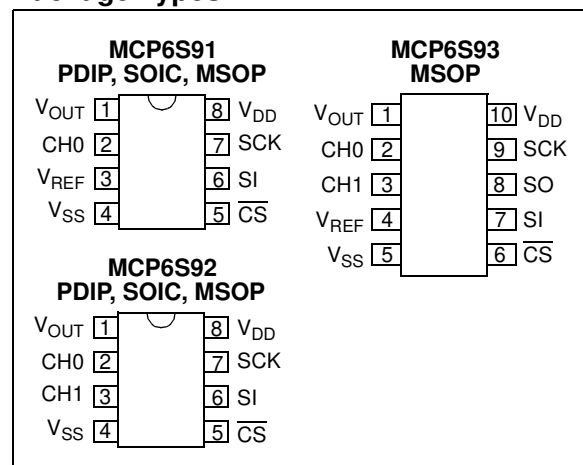 MCP6S91
PDIP, SOIC, MSOP
VOUT 1 8 VDD
CH0 2 7 SCK
VREF 3 6 SI
VSS 4 5 CS
MCP6S92
PDIP, SOIC, MSOP
VOUT 1 8 VDD
CH0 2 7 SCK
CH1 3 6 SI
VSS 4 5 CS
MCP6S93
MSOP
VOUT 1 10 VDD
CH0 2 9 SCK
CH1 3 8 SO
VREF 4 7 SI
VSS 5 6 CS